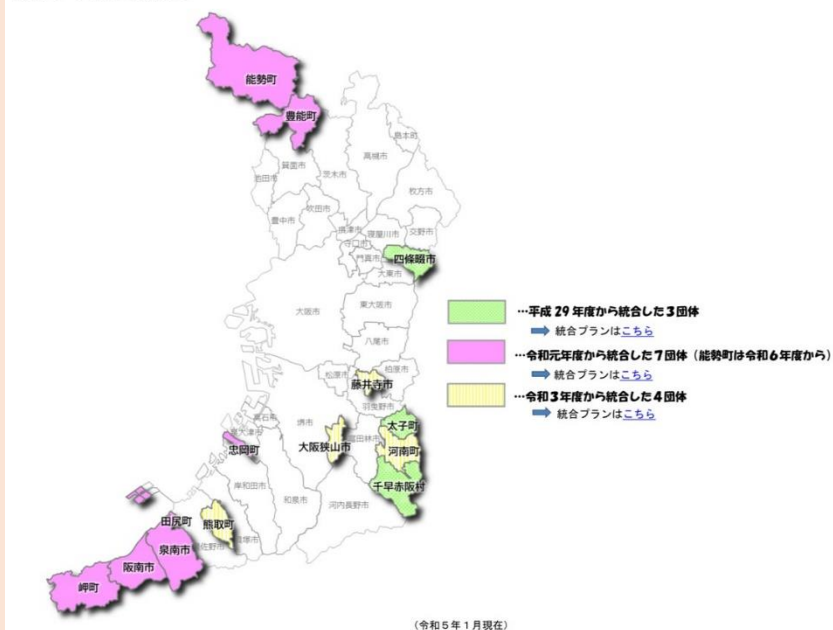 能勢町
豊能町
島本町
高槻市
箕面市
茨木市
池田市
枚方市
吹田市
豊中市
摂津市
寝屋川市
交野市
守口市
門真市
四條畷市
大東市
大阪市
東大阪市
八尾市
松原市
柏原市
藤井寺市
羽曳野市
高石市
堺市
太子町
大津市
忠岡町
大阪狭山市
富田林市
河南町
千早赤阪村
岸和田市
和泉市
河内長野市
田尻町
熊取町
佐野市
貝塚市
泉南市
阪南市
岬町
…平成29年度から統合した3団体
統合プランはこちら
…令和元年度から統合した7団体(能勢町は令和6年度から)
統合プランはこちら
…令和3年度から統合した4団体
統合プランはこちら
(令和5年1月現在)